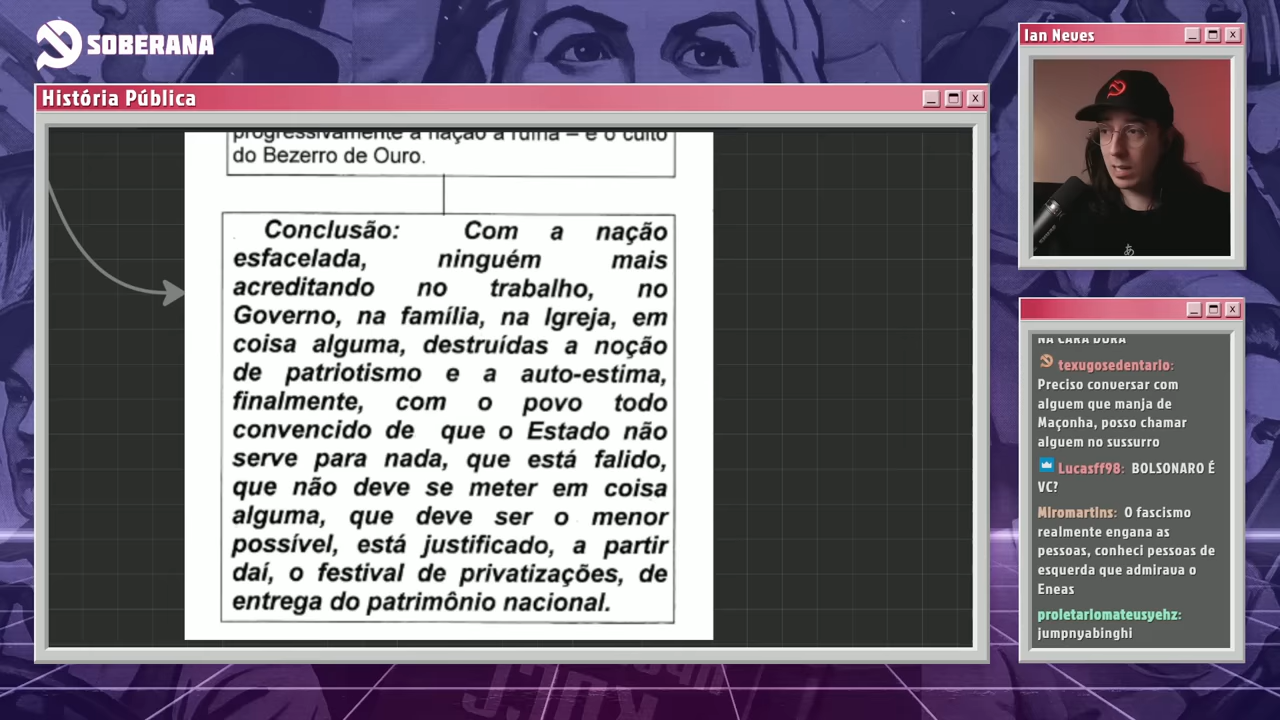 SOBERANA
História Pública
progressivamente a nação à ruína – é o culto
do Bezerro de Ouro.
Conclusão: Com a nação
esfacelada, ninguém mais
acreditando no trabalho, no
Governo, na família, na Igreja, em
coisa alguma, destruídas a noção
de patriotismo e a auto-estima,
finalmente, com o povo todo
convencido de que o Estado não
serve para nada, que está falido,
que não deve se meter em coisa
alguma, que deve ser o menor
possível, está justificado, a partir
daí, o festival de privatizações, de
entrega do patrimônio nacional.
Ian Neves
あ
NA CARA DURA
texugosedentario:
Preciso conversar com
alguem que manja de
Maçonha, posso chamar
alguem no sussurro
Lucasff98: BOLSONARO É
VC?
Miromartins: O fascismo
realmente engana as
pessoas, conheci pessoas de
esquerda que admirava o
Eneas
proletariomateusyehz:
jumpnyabinghi